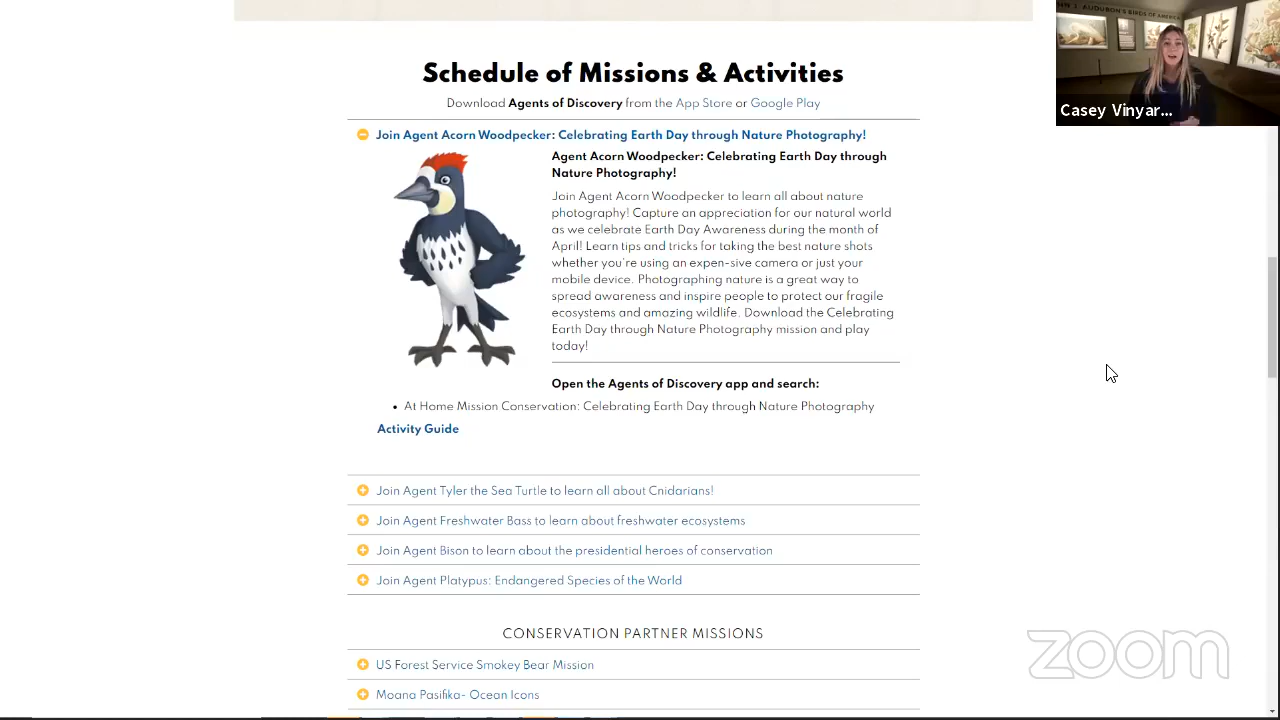 Schedule of Missions & Activities
Download Agents of Discovery from the App Store or Google Play
Join Agent Acorn Woodpecker: Celebrating Earth Day through Nature Photography!
Agent Acorn Woodpecker: Celebrating Earth Day through
Nature Photography!
Join Agent Acorn Woodpecker to learn all about nature
photography! Capture an appreciation for our natural world
as we celebrate Earth Day Awareness during the month of
April! Learn tips and tricks for taking the best nature shots
whether you're using an expen-sive camera or just your
mobile device. Photographing nature is a great way to
spread awareness and inspire people to protect our fragile
ecosystems and amazing wildlife. Download the Celebrating
Earth Day through Nature Photography mission and play
today!
Open the Agents of Discovery app and search:
• At Home Mission Conservation: Celebrating Earth Day through Nature Photography
Activity Guide
Join Agent Tyler the Sea Turtle to learn all about Cnidarians!
Join Agent Freshwater Bass to learn about freshwater ecosystems
Join Agent Bison to learn about the presidential heroes of conservation
Join Agent Platypus: Endangered Species of the World
CONSERVATION PARTNER MISSIONS
US Forest Service Smokey Bear Mission
Moana Pasifika- Ocean Icons
J. AUDUBON'S BIRDS OF AMERICA
Casey Vinyar...
zoom